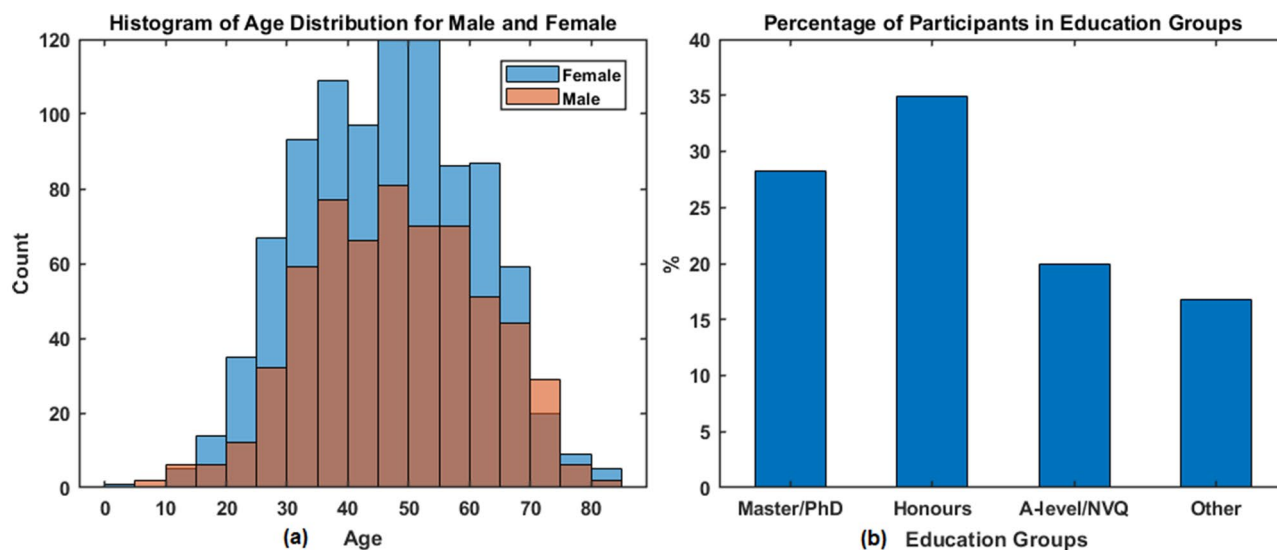 Histogram of Age Distribution for Male and Female
120
100
80
60
40
20
0
Count
Female
Male
0 10 20 30 40 50 60 70 80
(a) Age
Percentage of Participants in Education Groups
40
35
30
25
20
15
10
5
0
%
Master/PhD Honours A-level/NVQ Other
(b) Education Groups